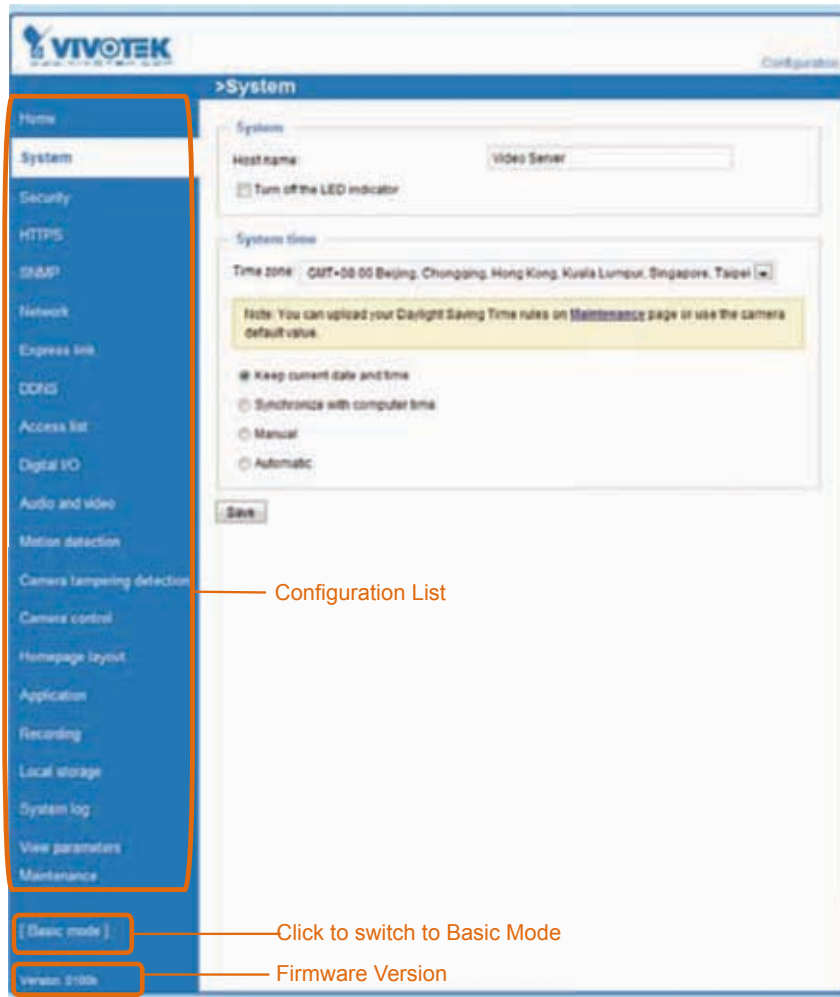 VIVOTEK
Configuration
>System
Home
System
Security
HTTPS
SNMP
Network
Express link
DDNS
Access list
Digital I/O
Audio and video
Motion detection
Camera tampering detection
Camera control
Homepage layout
Application
Recording
Local storage
System log
View parameters
Maintenance
[ Basic mode ]
Version: 0100h
System
Host name:
Video Server
Turn off the LED indicator
System time
Time zone: GMT+08:00 Beijing, Chongqing, Hong Kong, Kuala Lumpur, Singapore, Taipei
Note: You can upload your Daylight Saving Time rules on Maintenance page or use the camera
default value.
Keep current date and time
Synchronize with computer time
Manual
Automatic
Save
Configuration List
Click to switch to Basic Mode
Firmware Version